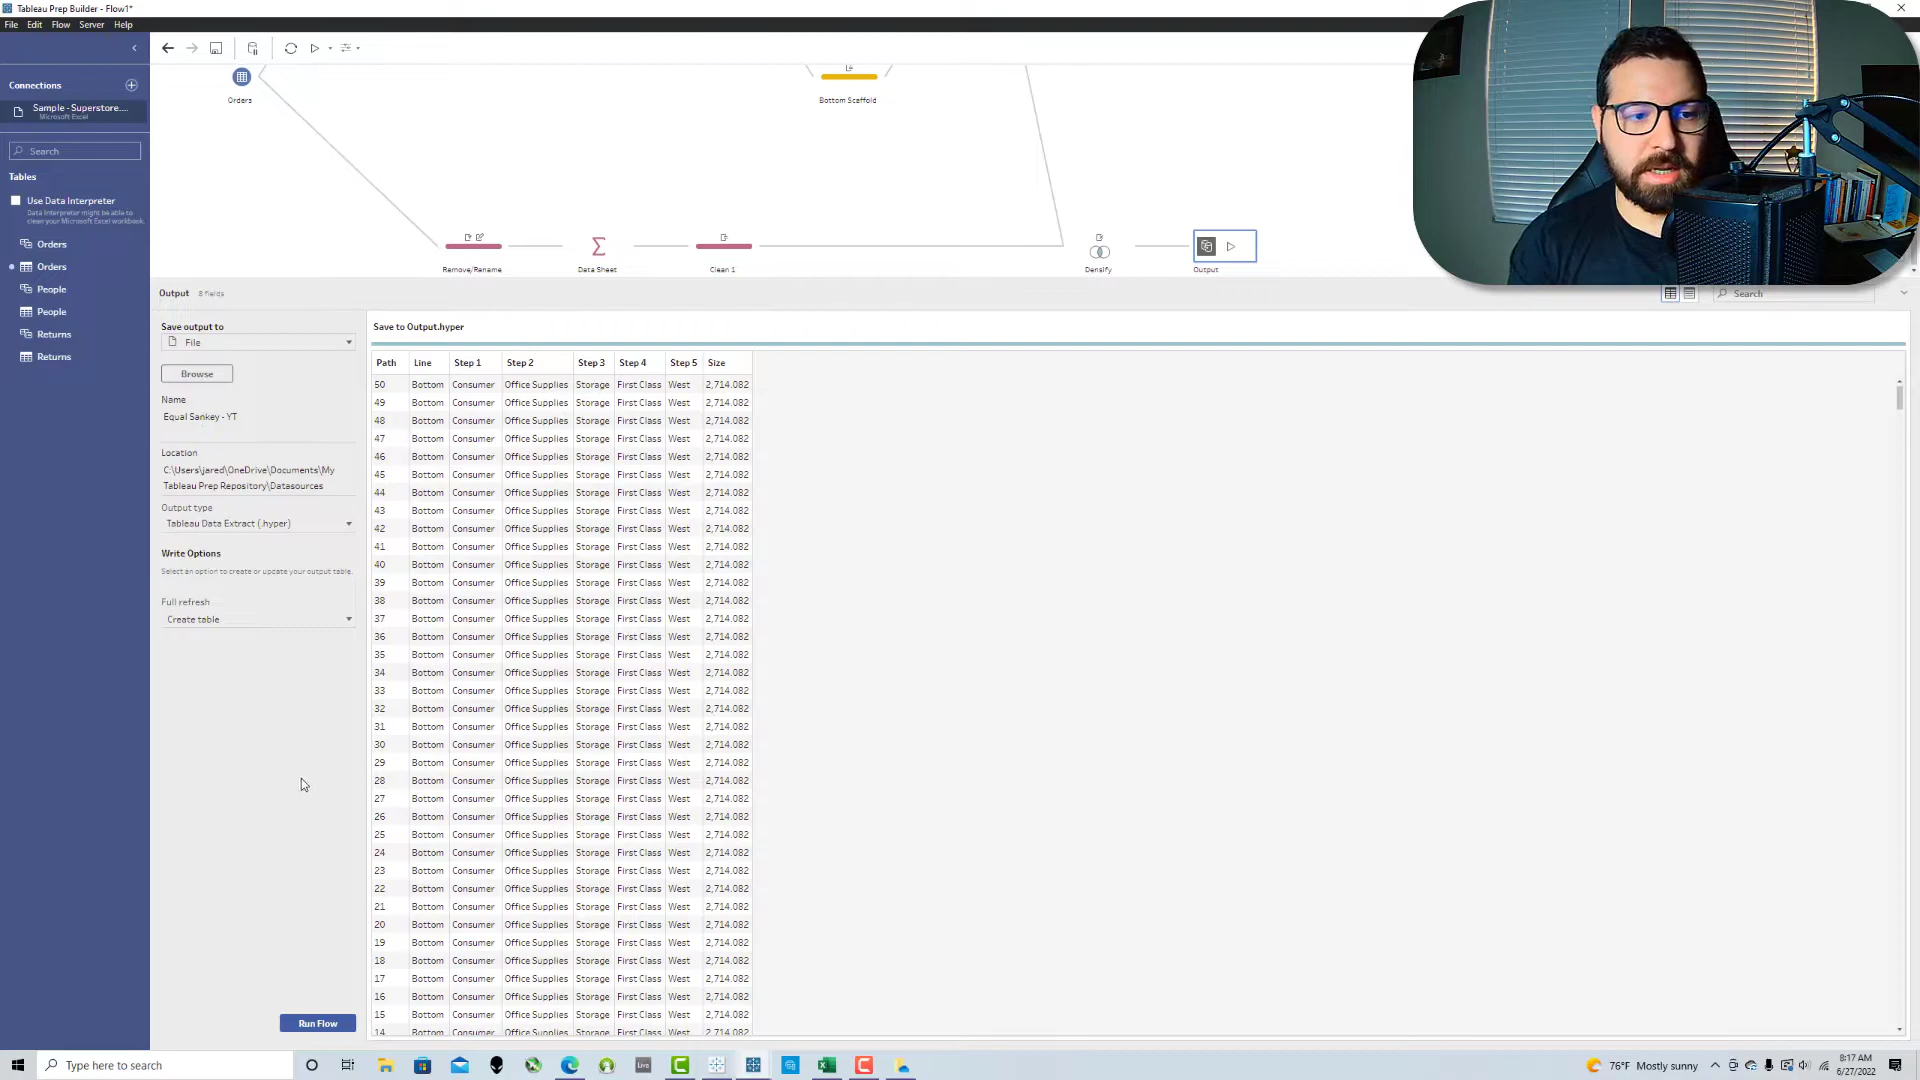 Tableau Prep Builder - Flow1*
File Edit Flow Server Help
Connections
Sample - Superstore....
Microsoft Excel
Search
Tables
Use Data Interpreter
Data Interpreter might be able to
clean your Microsoft Excel workbook.
Orders
Orders
People
People
Returns
Returns
Orders
Bottom Scaffold
Remove/Rename
Data Sheet
Clean 1
Densify
Output
Output 8 fields
Search
Save output to
File
Browse
Name
Equal Sankey - YT
Location
C:\Users\jared\OneDrive\Documents\My
Tableau Prep Repository\Datasources
Output type
Tableau Data Extract (.hyper)
Write Options
Select an option to create or update your output table.
Full refresh
Create table
Run Flow
Save to Output.hyper
Path Line Step 1 Step 2 Step 3 Step 4 Step 5 Size
50 Bottom Consumer Office Supplies Storage First Class West 2,714.082
49 Bottom Consumer Office Supplies Storage First Class West 2,714.082
48 Bottom Consumer Office Supplies Storage First Class West 2,714.082
47 Bottom Consumer Office Supplies Storage First Class West 2,714.082
46 Bottom Consumer Office Supplies Storage First Class West 2,714.082
45 Bottom Consumer Office Supplies Storage First Class West 2,714.082
44 Bottom Consumer Office Supplies Storage First Class West 2,714.082
43 Bottom Consumer Office Supplies Storage First Class West 2,714.082
42 Bottom Consumer Office Supplies Storage First Class West 2,714.082
41 Bottom Consumer Office Supplies Storage First Class West 2,714.082
40 Bottom Consumer Office Supplies Storage First Class West 2,714.082
39 Bottom Consumer Office Supplies Storage First Class West 2,714.082
38 Bottom Consumer Office Supplies Storage First Class West 2,714.082
37 Bottom Consumer Office Supplies Storage First Class West 2,714.082
36 Bottom Consumer Office Supplies Storage First Class West 2,714.082
35 Bottom Consumer Office Supplies Storage First Class West 2,714.082
34 Bottom Consumer Office Supplies Storage First Class West 2,714.082
33 Bottom Consumer Office Supplies Storage First Class West 2,714.082
32 Bottom Consumer Office Supplies Storage First Class West 2,714.082
31 Bottom Consumer Office Supplies Storage First Class West 2,714.082
30 Bottom Consumer Office Supplies Storage First Class West 2,714.082
29 Bottom Consumer Office Supplies Storage First Class West 2,714.082
28 Bottom Consumer Office Supplies Storage First Class West 2,714.082
27 Bottom Consumer Office Supplies Storage First Class West 2,714.082
26 Bottom Consumer Office Supplies Storage First Class West 2,714.082
25 Bottom Consumer Office Supplies Storage First Class West 2,714.082
24 Bottom Consumer Office Supplies Storage First Class West 2,714.082
23 Bottom Consumer Office Supplies Storage First Class West 2,714.082
22 Bottom Consumer Office Supplies Storage First Class West 2,714.082
21 Bottom Consumer Office Supplies Storage First Class West 2,714.082
20 Bottom Consumer Office Supplies Storage First Class West 2,714.082
19 Bottom Consumer Office Supplies Storage First Class West 2,714.082
18 Bottom Consumer Office Supplies Storage First Class West 2,714.082
17 Bottom Consumer Office Supplies Storage First Class West 2,714.082
16 Bottom Consumer Office Supplies Storage First Class West 2,714.082
15 Bottom Consumer Office Supplies Storage First Class West 2,714.082
14 Bottom Consumer Office Supplies Storage First Class West 2,714.082
Type here to search
76°F Mostly sunny
8:17 AM
6/27/2022